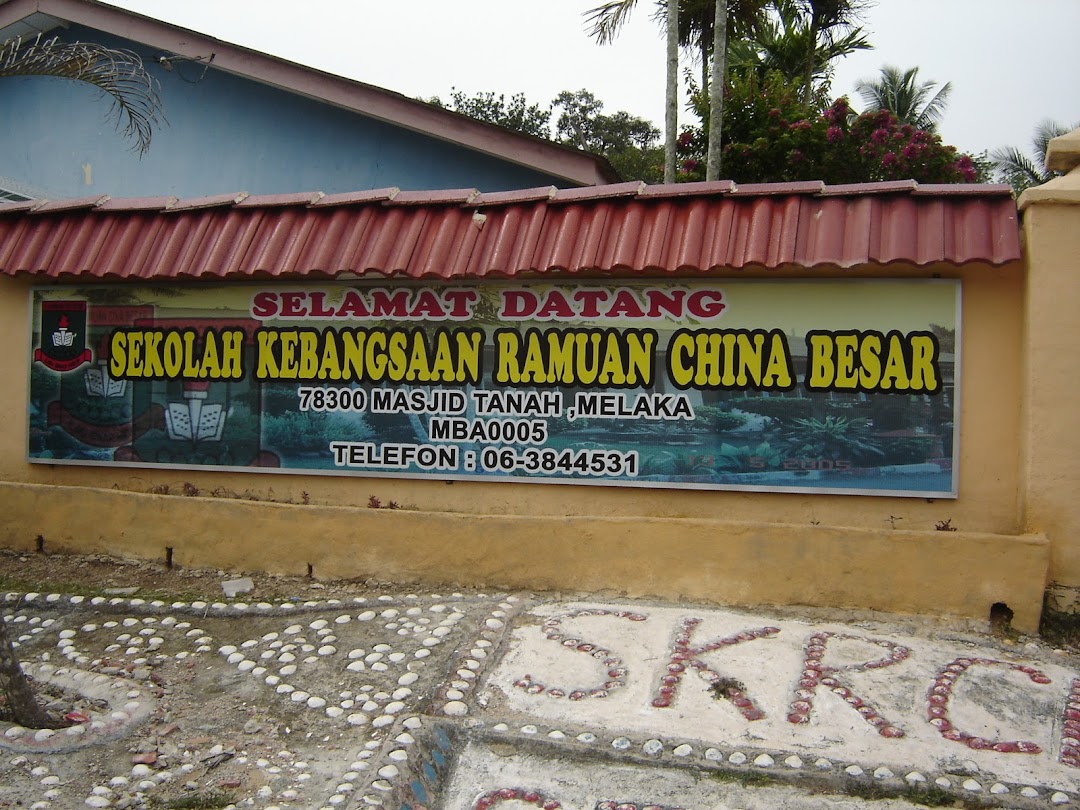 SELAMAT DATANG
SEKOLAH KEBANGSAAN RAMUAN CHINA BESAR
78300 MASJID TANAH ,MELAKA
MBA0005
TELEFON : 06-3844531
SKRC